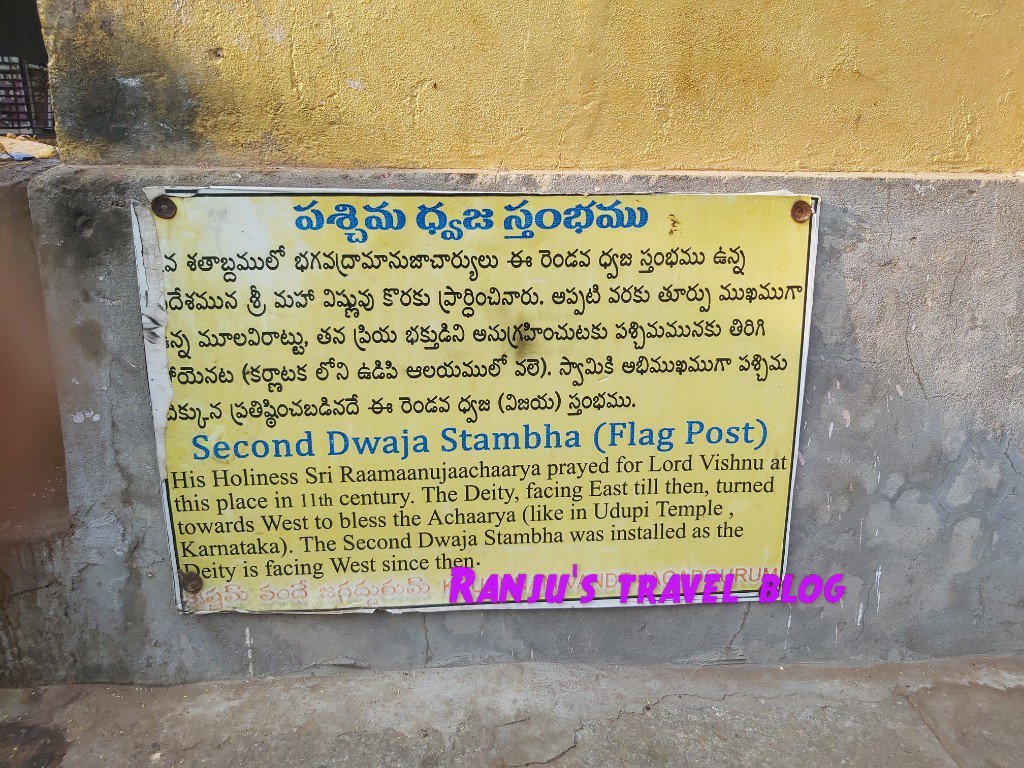 పశ్చిమ ధ్వజ స్తంభము
వ శతాబ్దములో భగవద్రామానుజాచార్యులు ఈ రెండవ ధ్వజ స్తంభము ఉన్న
దేశమున శ్రీ మహా విష్ణువు కొరకు ప్రార్థించినారు. అప్పటి వరకు తూర్పు ముఖముగా
న్న మూలవిరాట్టు, తన ప్రియ భక్తుడిని అనుగ్రహించుటకు పశ్చిమమునకు తిరిగి
పోయెనట (కర్ణాటక లోని ఉడిపి ఆలయములో వలె). స్వామికి అభిముఖముగా పశ్చిమ
దిక్కున ప్రతిష్ఠించబడినదే ఈ రెండవ ధ్వజ (విజయ) స్తంభము.
Second Dwaja Stambha (Flag Post)
His Holiness Sri Raamaanujaachaarya prayed for Lord Vishnu at
this place in 11th century. The Deity, facing East till then, turned
towards West to bless the Achaarya (like in Udupi Temple ,
Karnataka). The Second Dwaja Stambha was installed as the
Deity is facing West since then.
వందే జగద్గురుమ్ JAGADGURUM
Ranju's travel blog